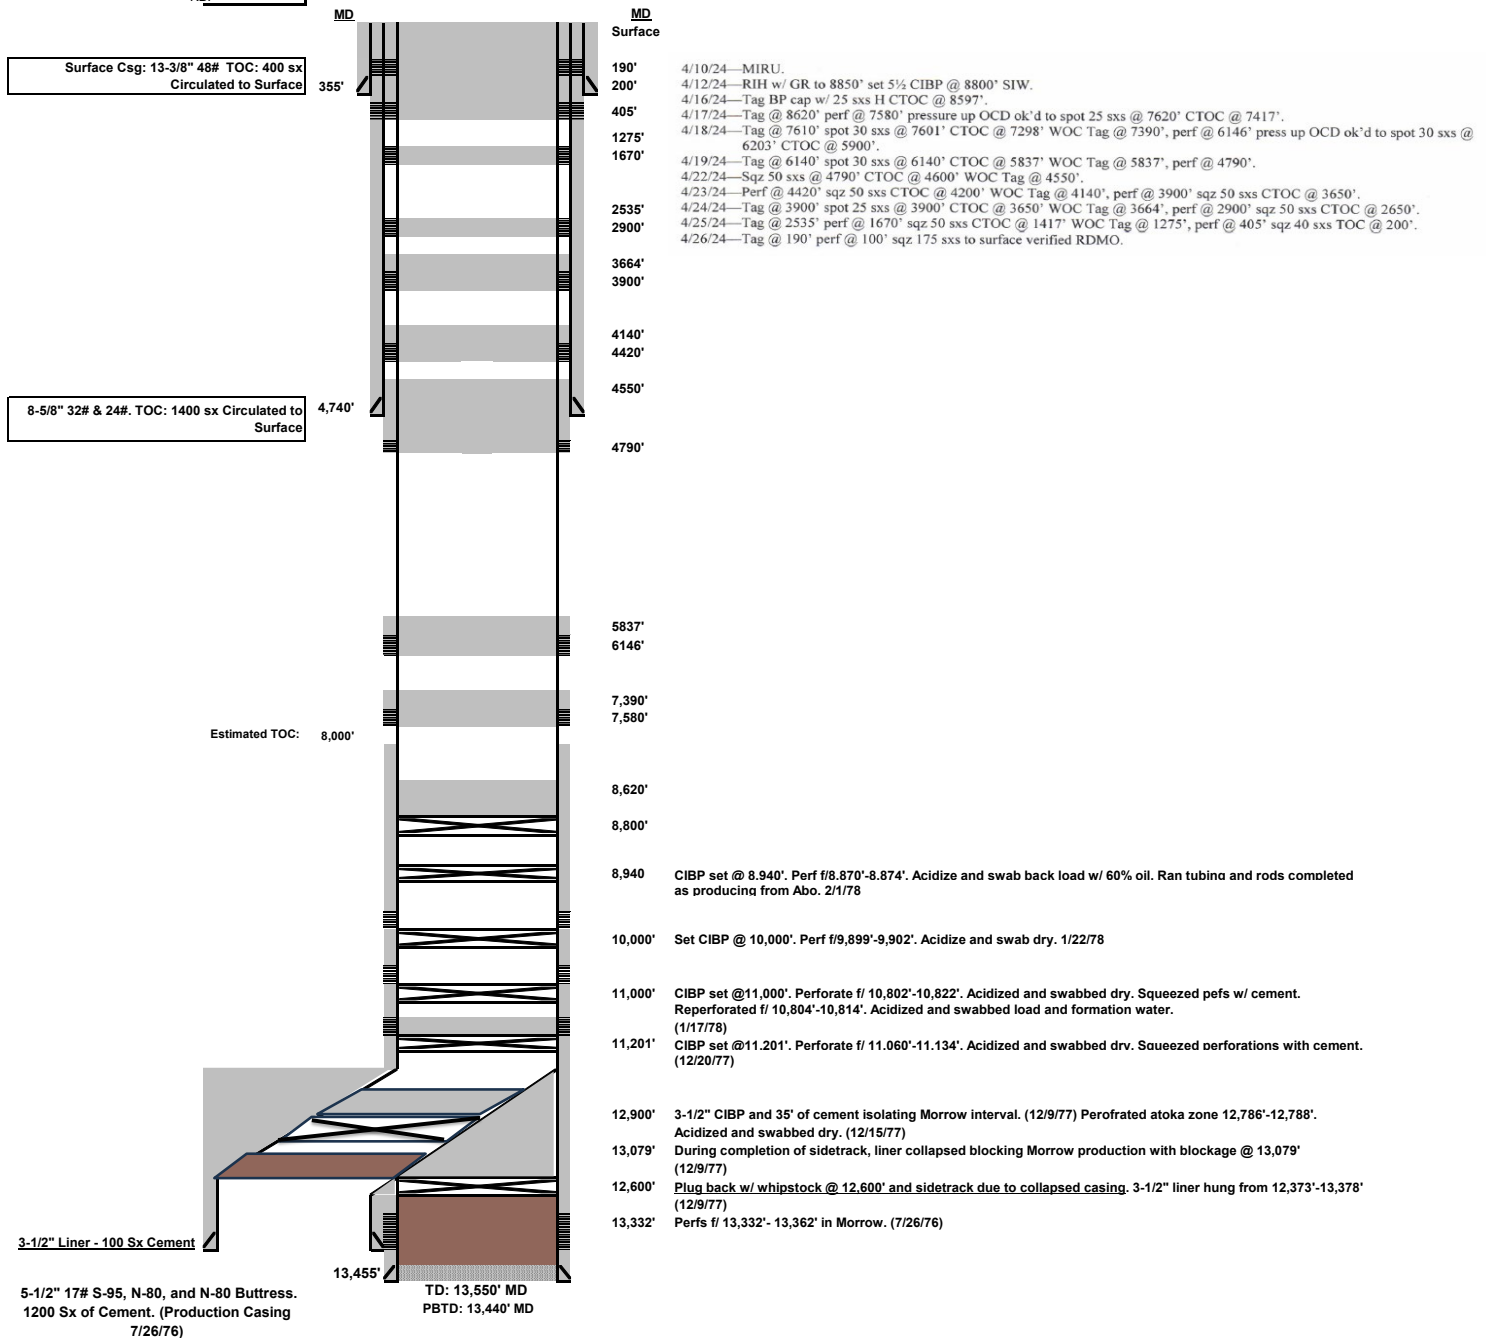 MD
MD
Surface
Surface Csg: 13-3/8" 48# TOC: 400 sx
Circulated to Surface
355'
190'
200'
405'
1275'
1670'
2535'
2900'
3664'
3900'
4140'
4420'
4550'
8-5/8" 32# & 24#. TOC: 1400 sx Circulated to
Surface
4,740'
4790'
4/10/24—MIRU.
4/12/24—RIH w/ GR to 8850' set 5½ CIBP @ 8800' SIW.
4/16/24—Tag BP cap w/ 25 sxs H CTOC @ 8597'.
4/17/24—Tag @ 8620' perf @ 7580' pressure up OCD ok'd to spot 25 sxs @ 7620' CTOC @ 7417'.
4/18/24—Tag @ 7610' spot 30 sxs @ 7601' CTOC @ 7298' WOC Tag @ 7390', perf @ 6146' press up OCD ok'd to spot 30 sxs @
6203' CTOC @ 5900'.
4/19/24—Tag @ 6140' spot 30 sxs @ 6140' CTOC @ 5837' WOC Tag @ 5837', perf @ 4790'.
4/22/24—Sqz 50 sxs @ 4790' CTOC @ 4600' WOC Tag @ 4550'.
4/23/24—Perf @ 4420' sqz 50 sxs CTOC @ 4200' WOC Tag @ 4140', perf @ 3900' sqz 50 sxs CTOC @ 3650'.
4/24/24—Tag @ 3900' spot 25 sxs @ 3900' CTOC @ 3650' WOC Tag @ 3664', perf @ 2900' sqz 50 sxs CTOC @ 2650'.
4/25/24—Tag @ 2535' perf @ 1670' sqz 50 sxs CTOC @ 1417' WOC Tag @ 1275', perf @ 405' sqz 40 sxs TOC @ 200'.
4/26/24—Tag @ 190' perf @ 100' sqz 175 sxs to surface verified RDMO.
5837'
6146'
7,390'
7,580'
Estimated TOC: 8,000'
8,620'
8,800'
8,940 CIBP set @ 8.940'. Perf f/8.870'-8.874'. Acidize and swab back load w/ 60% oil. Ran tubing and rods completed
as producing from Abo. 2/1/78
10,000' Set CIBP @ 10,000'. Perf f/9,899'-9,902'. Acidize and swab dry. 1/22/78
11,000' CIBP set @11,000'. Perforate f/ 10,802'-10,822'. Acidized and swabbed dry. Squeezed pefs w/ cement.
Reperforated f/ 10,804'-10,814'. Acidized and swabbed load and formation water.
(1/17/78)
11,201' CIBP set @11.201'. Perforate f/ 11.060'-11.134'. Acidized and swabbed dry. Squeezed perforations with cement.
(12/20/77)
12,900' 3-1/2" CIBP and 35' of cement isolating Morrow interval. (12/9/77) Perofrated atoka zone 12,786'-12,788'.
Acidized and swabbed dry. (12/15/77)
13,079' During completion of sidetrack, liner collapsed blocking Morrow production with blockage @ 13,079'
(12/9/77)
12,600' Plug back w/ whipstock @ 12,600' and sidetrack due to collapsed casing. 3-1/2" liner hung from 12,373'-13,378'
(12/9/77)
13,332' Perfs f/ 13,332'- 13,362' in Morrow. (7/26/76)
3-1/2" Liner - 100 Sx Cement
13,455'
5-1/2" 17# S-95, N-80, and N-80 Buttress.
1200 Sx of Cement. (Production Casing
7/26/76)
TD: 13,550' MD
PBTD: 13,440' MD